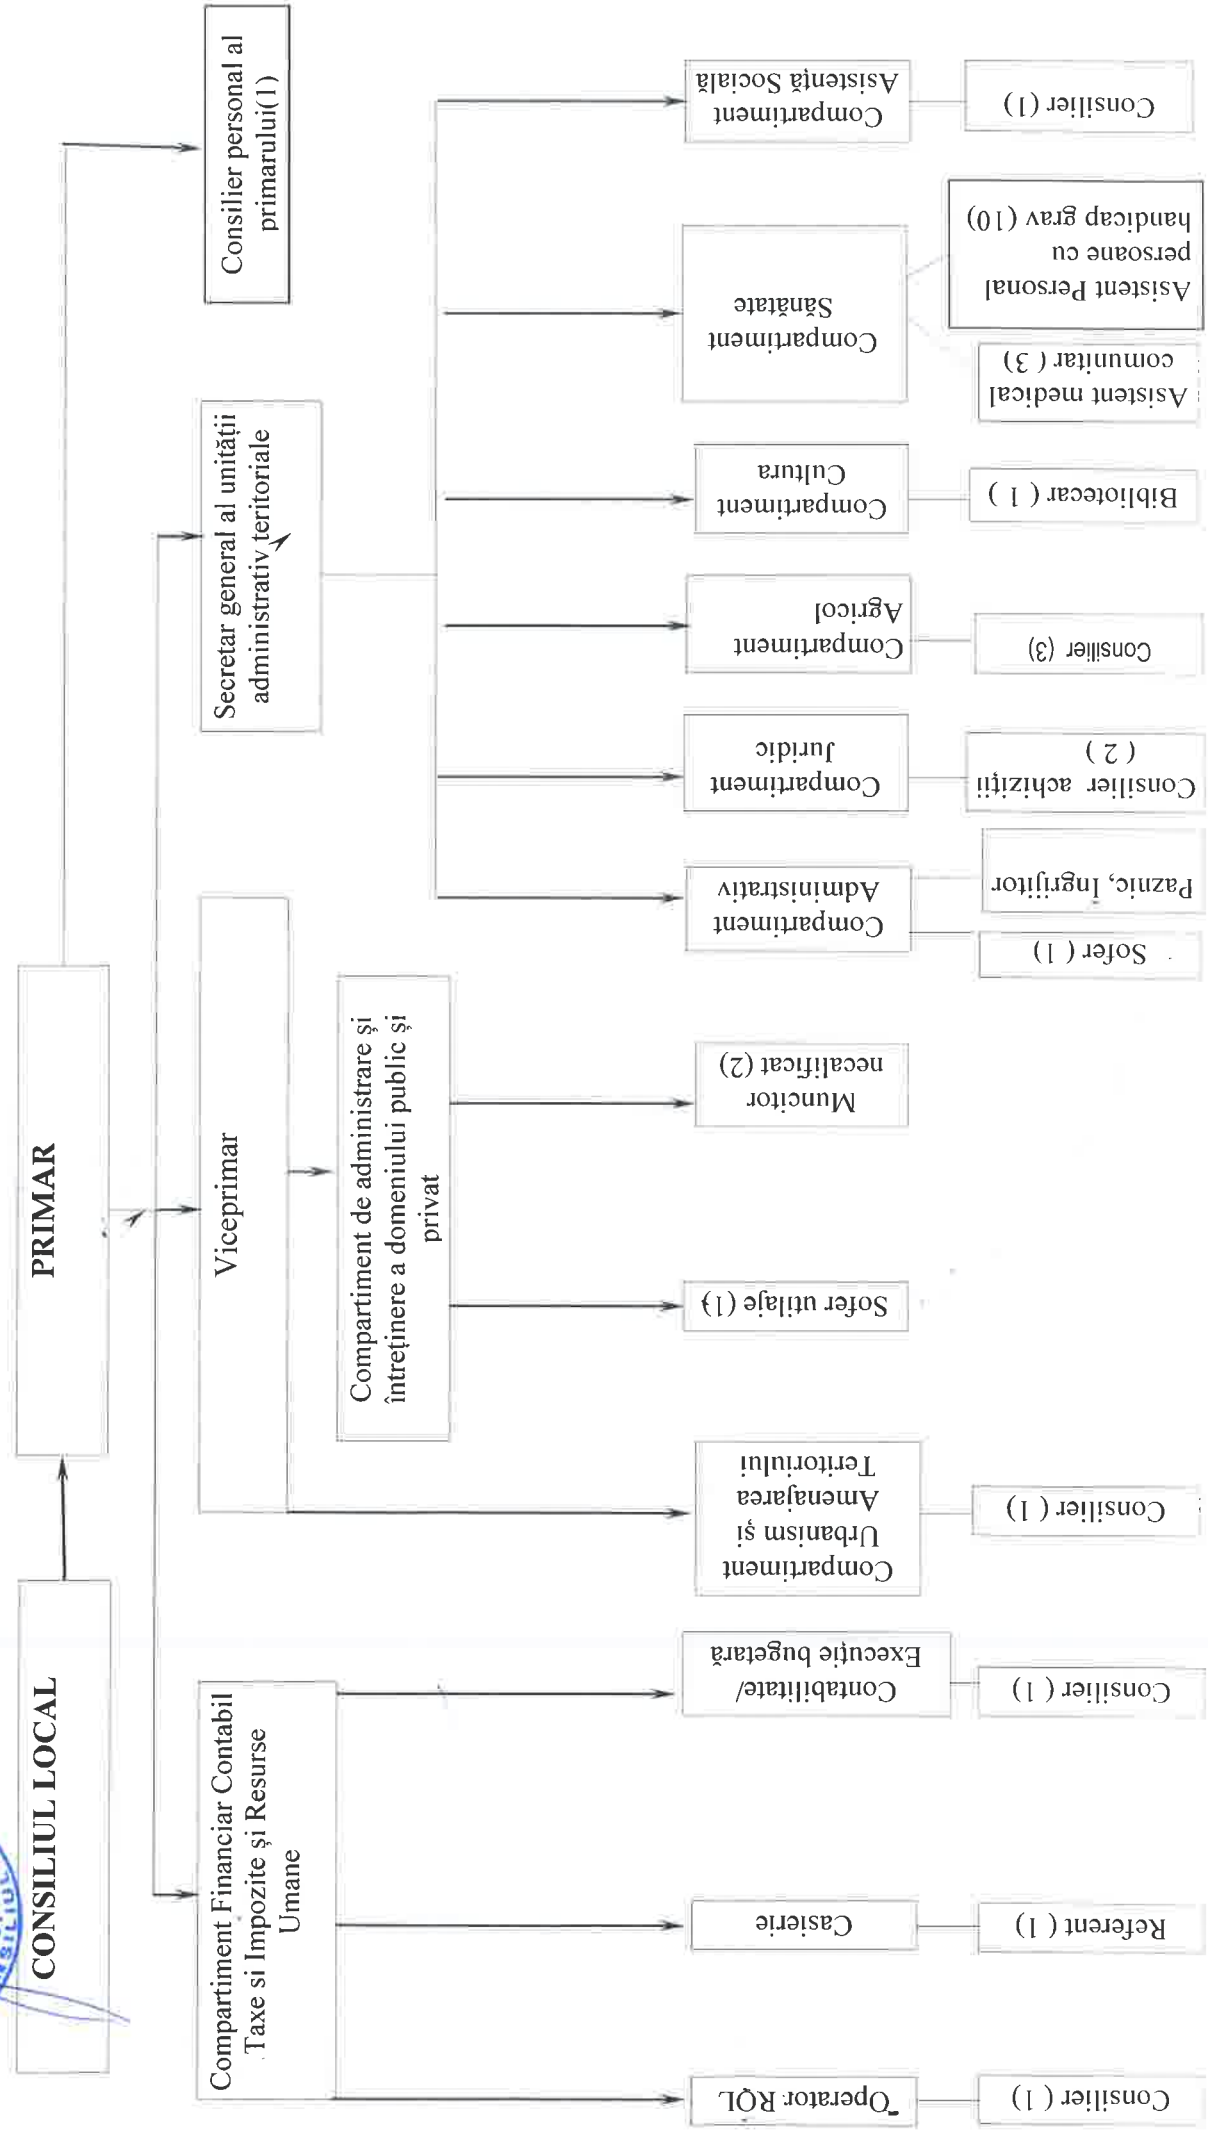 CONSILIUL LOCAL
PRIMAR
Consilier personal al
primarului(1)
Compartiment Financiar Contabil
Taxe si Impozite și Resurse
Umane
Viceprimar
Secretar general al unității
administrativ teritoriale
Compartiment de administrare și
întreținere a domeniului public și
privat
Operator RQL
Casierie
Contabilitate/
Execuție bugetară
Compartiment
Urbanism și
Amenajarea
Teritoriului
Sofer utilaje (1)
Muncitor
necalificat (2)
Compartiment
Administrativ
Compartiment
Juridic
Compartiment
Agricol
Compartiment
Cultura
Compartiment
Sănătate
Compartiment
Asistență Socială
Consilier ( 1)
Referent ( 1)
Consilier ( 1)
Consilier ( 1)
Sofer ( 1)
Paznic, Îngrijitor
Consilier achiziții
( 2 )
Consilier (3)
Bibliotecar ( 1 )
Asistent medical
comunitar ( 3)
Asistent Personal
persoane cu
handicap grav (10)
Consilier (1)